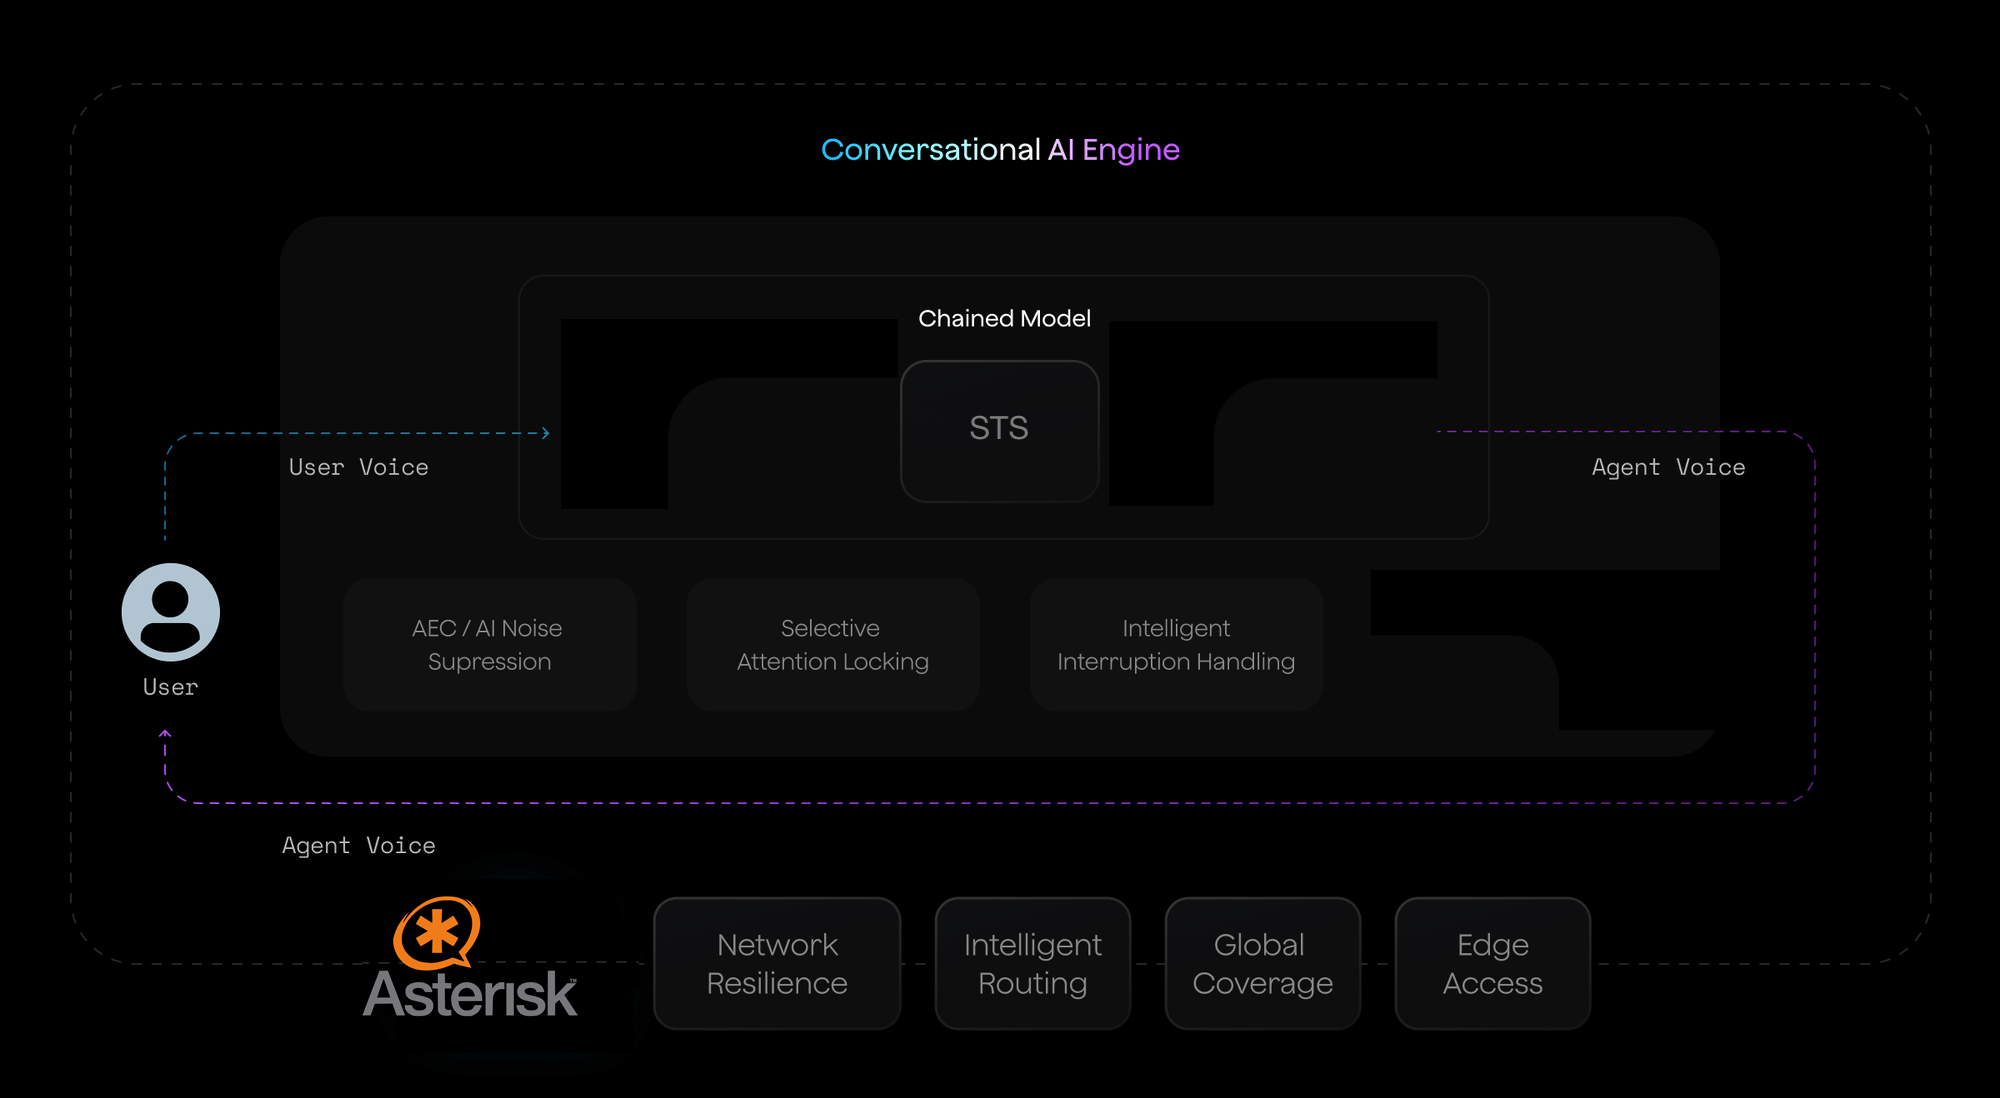 Conversational AI Engine
Chained Model
STS
User Voice
Agent Voice
AEC / AI Noise
Supression
Selective
Attention Locking
Intelligent
Interruption Handling
User
Agent Voice
Asterisk™
Network
Resilience
Intelligent
Routing
Global
Coverage
Edge
Access